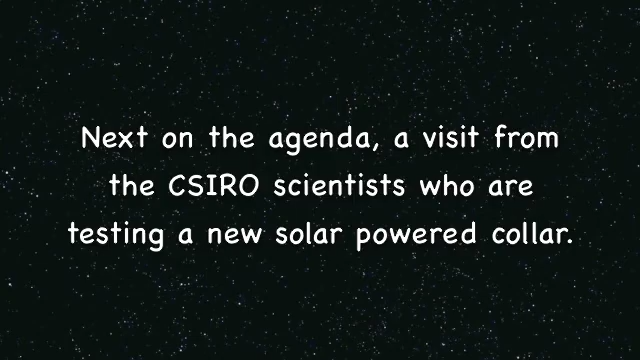 Next on the agenda, a visit from
the CSIRO scientists who are
testing a new solar powered collar.